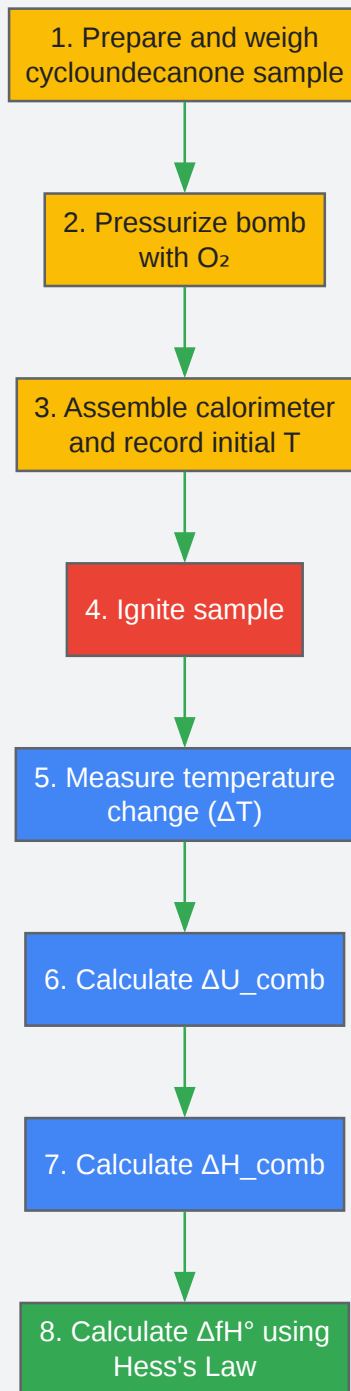 1. Prepare and weigh
cycloundecanone sample
2. Pressurize bomb
with O₂
3. Assemble calorimeter
and record initial T
4. Ignite sample
5. Measure temperature
change (ΔT)
6. Calculate ΔU_comb
7. Calculate ΔH_comb
8. Calculate ΔfH° using
Hess's Law